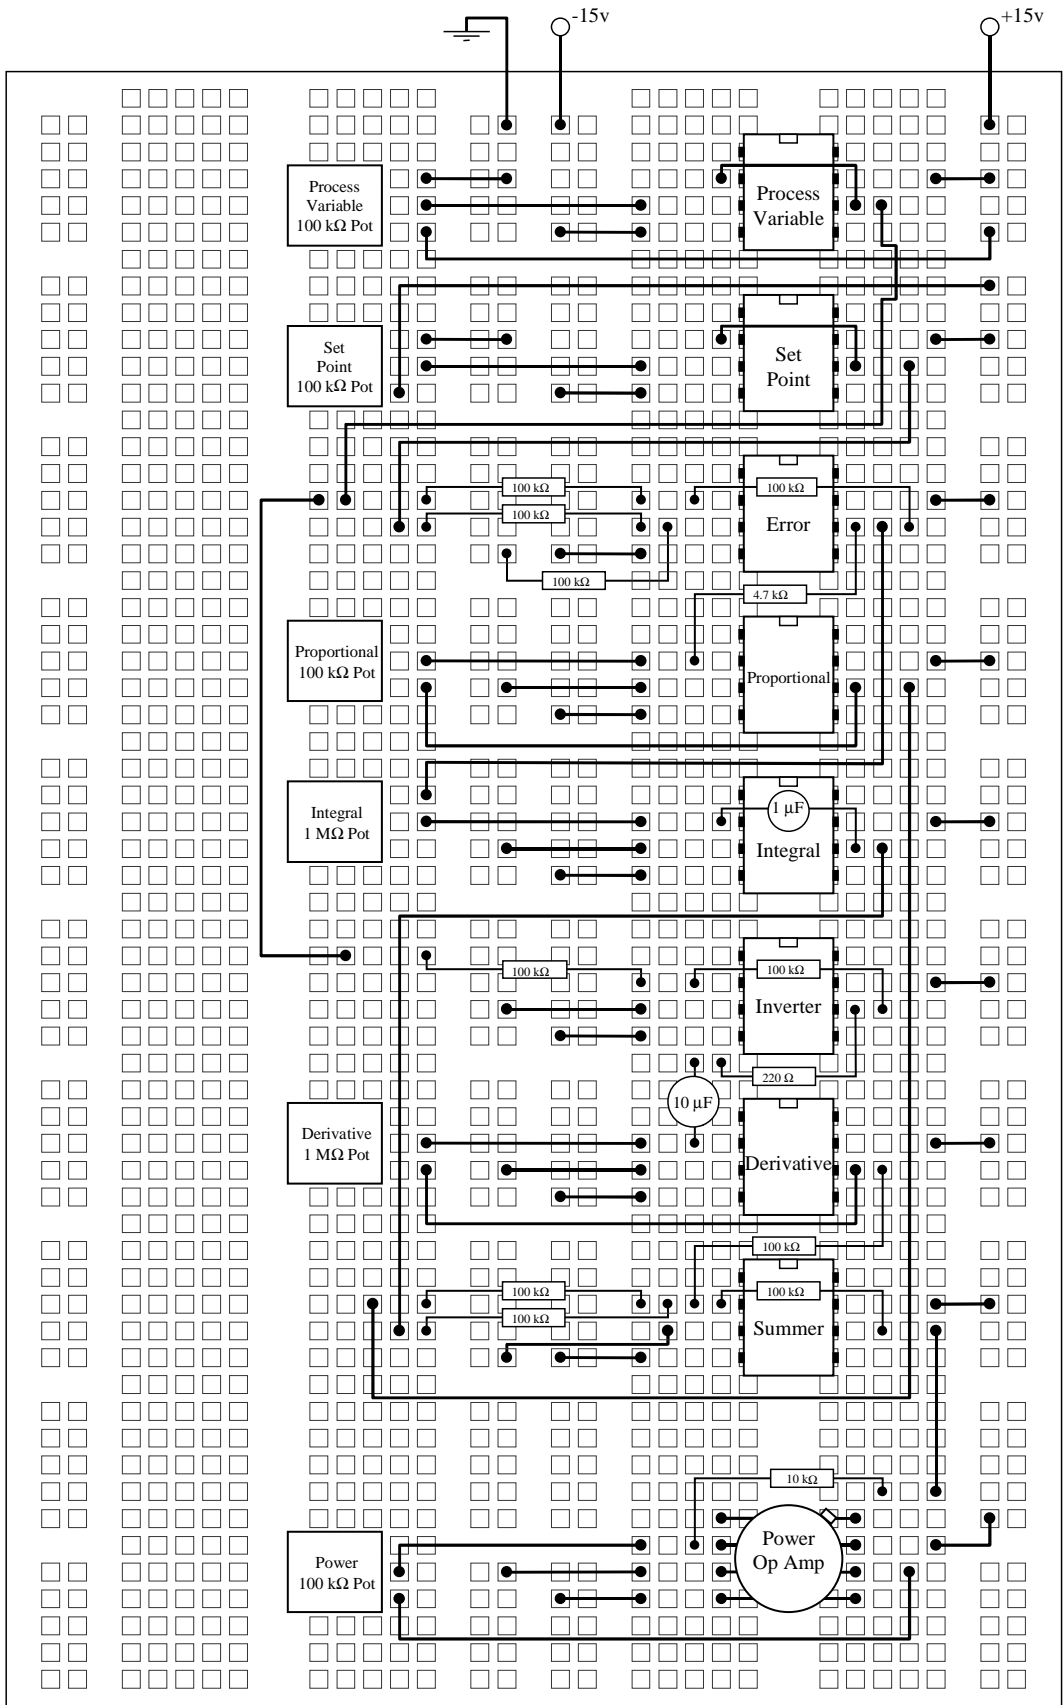 -15v
+15v
Process
Variable
100 kΩ Pot
Process
Variable
Set
Point
100 kΩ Pot
Set
Point
100 kΩ
100 kΩ
100 kΩ
Error
100 kΩ
4.7 kΩ
Proportional
100 kΩ Pot
Proportional
Integral
1 MΩ Pot
1 µF
Integral
100 kΩ
100 kΩ
Inverter
220 Ω
10 µF
Derivative
1 MΩ Pot
Derivative
100 kΩ
100 kΩ
100 kΩ
100 kΩ
Summer
10 kΩ
Power
100 kΩ Pot
Power
Op Amp